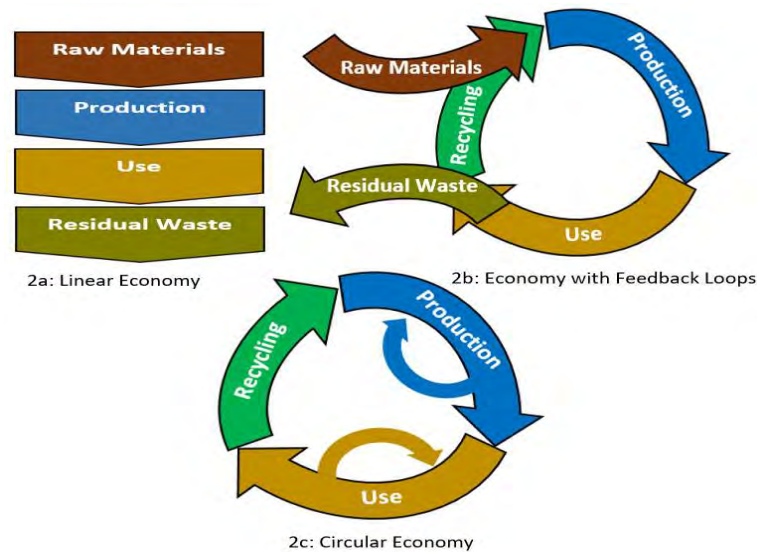 Raw Materials
Production
Use
Residual Waste
2a: Linear Economy
Raw Materials
Production
Recycling
Residual Waste
Use
2b: Economy with Feedback Loops
Recycling
Production
Use
2c: Circular Economy